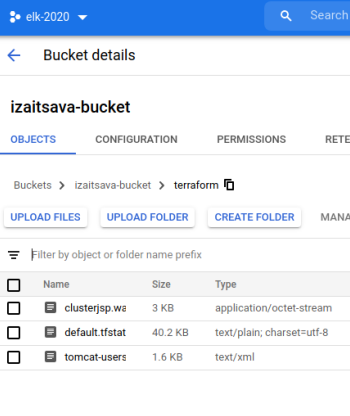 elk-2020 Search
Bucket details
izaitsava-bucket
OBJECTS CONFIGURATION PERMISSIONS RETE
Buckets > izaitsava-bucket > terraform
UPLOAD FILES UPLOAD FOLDER CREATE FOLDER MANA
Filter by object or folder name prefix
Name Size Type
clusterjsp.wa 3 KB application/octet-stream
default.tfstat 40.2 KB text/plain; charset=utf-8
tomcat-users 1.6 KB text/xml